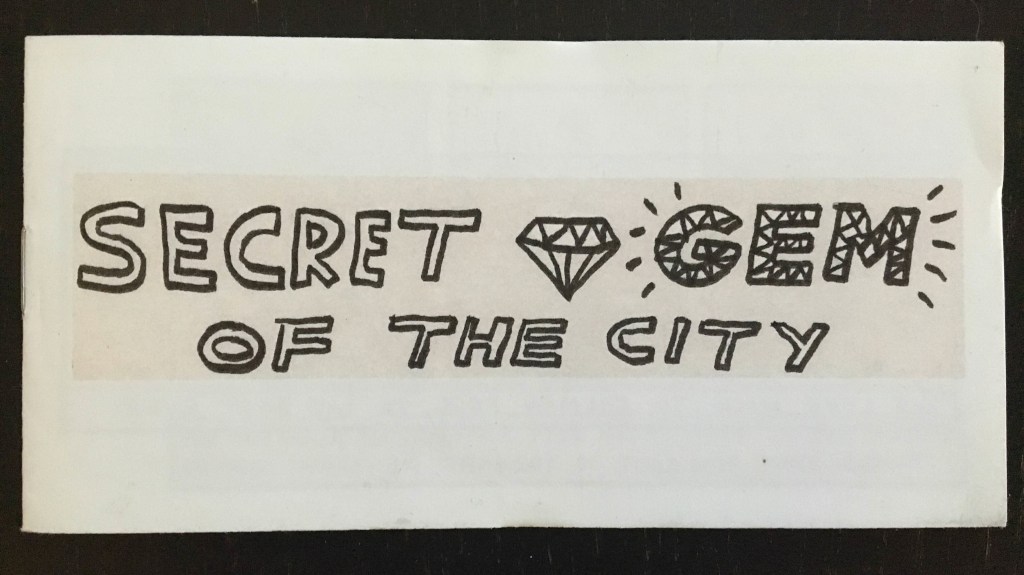 SECRET GEM
OF THE CITY